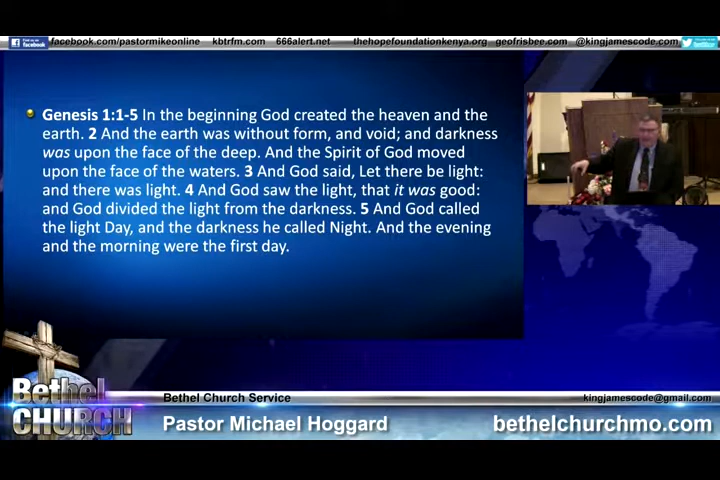 facebook.com/pastormikeonline kbtrfm.com 666alert.net thehopefoundationkenya.org geofrisbee.com @kingjamescode.com
Genesis 1:1-5 In the beginning God created the heaven and the
earth. 2 And the earth was without form, and void; and darkness
was upon the face of the deep. And the Spirit of God moved
upon the face of the waters. 3 And God said, Let there be light:
and there was light. 4 And God saw the light, that it was good:
and God divided the light from the darkness. 5 And God called
the light Day, and the darkness he called Night. And the evening
and the morning were the first day.
Bethel
CHURCH
Bethel Church Service
kingjamescode@gmail.com
Pastor Michael Hoggard
bethelchurchmo.com